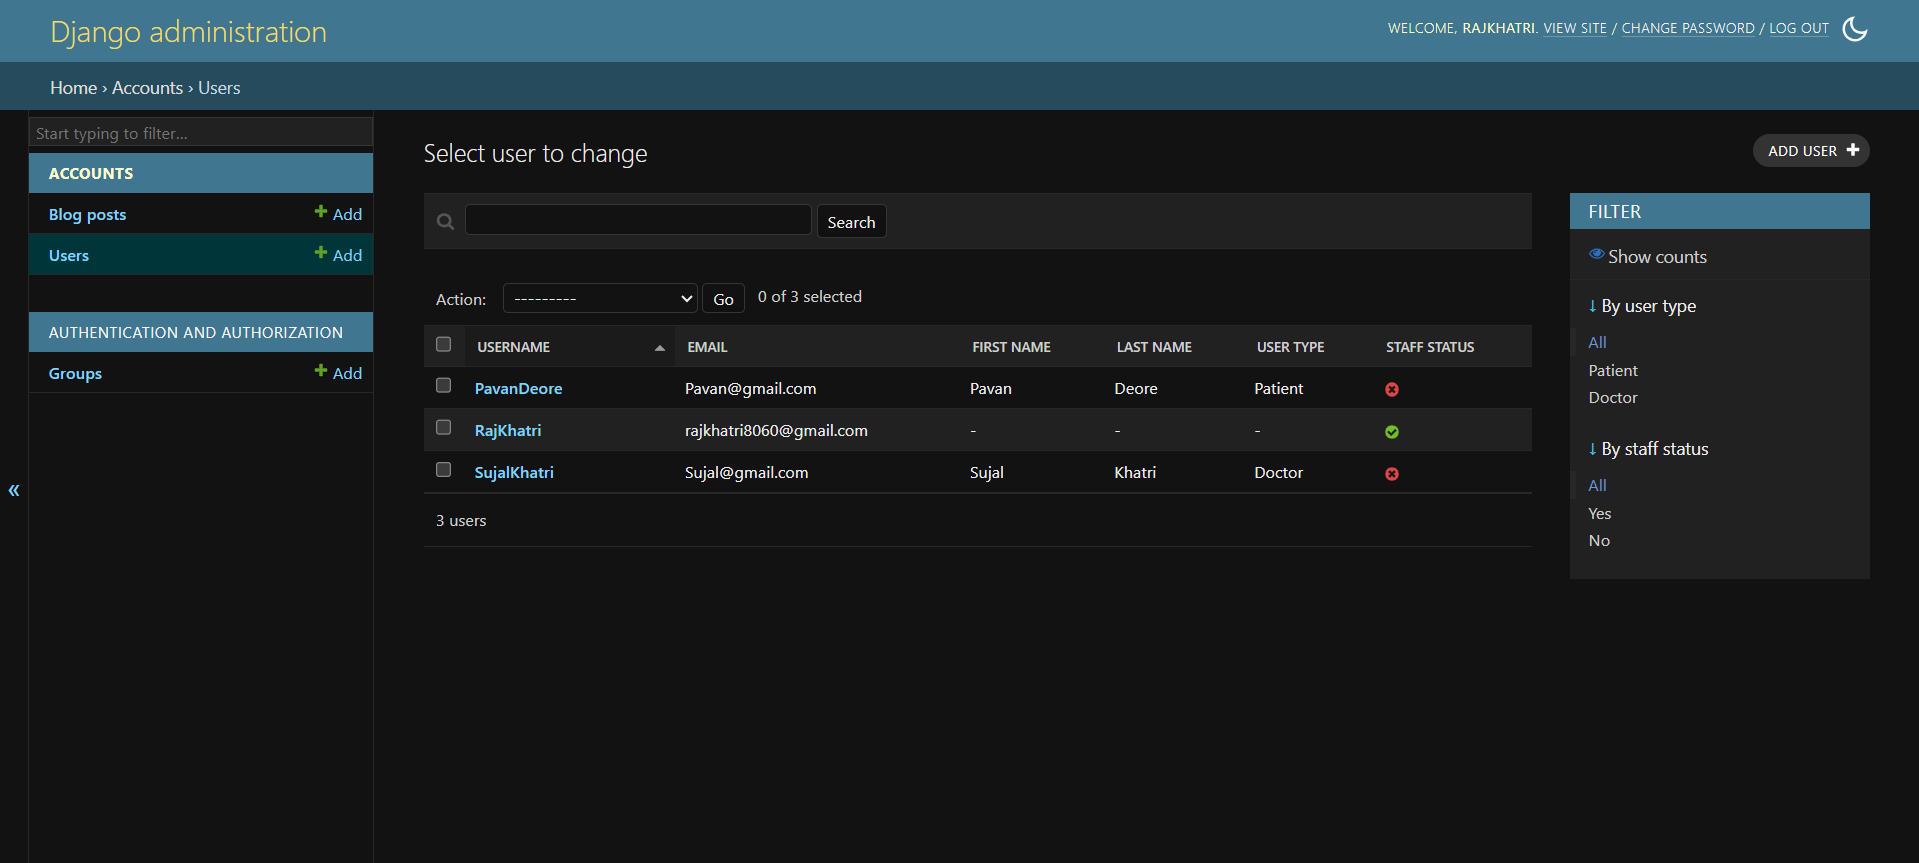 Django administration
WELCOME, RAJKHATRI. VIEW SITE / CHANGE PASSWORD / LOG OUT
Home › Accounts › Users
Start typing to filter...
ACCOUNTS
Blog posts + Add
Users + Add
AUTHENTICATION AND AUTHORIZATION
Groups + Add
«
Select user to change
ADD USER +
Search
Action: --------- Go 0 of 3 selected
USERNAME EMAIL FIRST NAME LAST NAME USER TYPE STAFF STATUS
PavanDeore Pavan@gmail.com Pavan Deore Patient
RajKhatri rajkhatri8060@gmail.com - - -
SujalKhatri Sujal@gmail.com Sujal Khatri Doctor
3 users
FILTER
Show counts
↓ By user type
All
Patient
Doctor
↓ By staff status
All
Yes
No